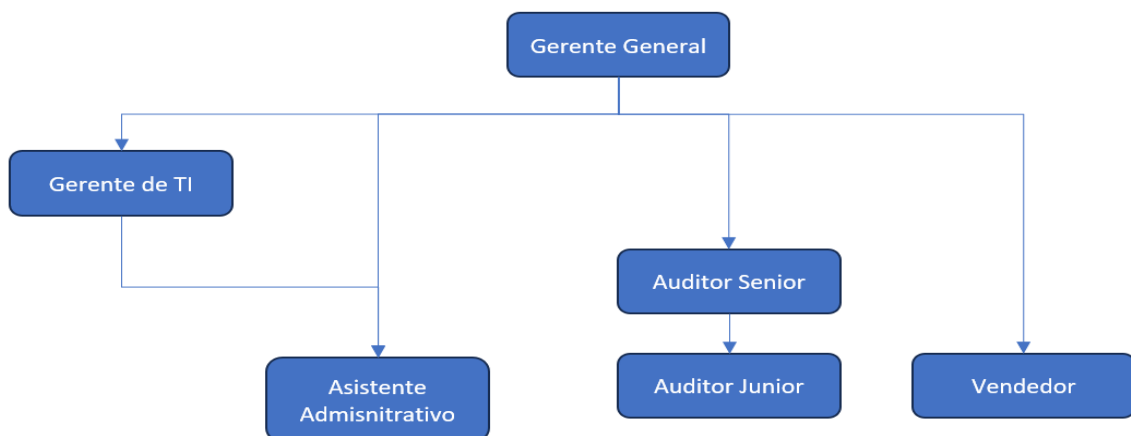 Gerente General
Gerente de TI
Auditor Senior
Asistente
Admisnitrativo
Auditor Junior
Vendedor